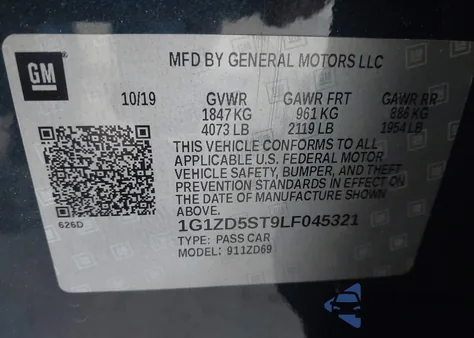 GM
MFD BY GENERAL MOTORS LLC
10/19 GVWR GAWR FRT GAWR RR
1847 KG 961 KG 886 KG
4073 LB 2119 LB 1954 LB
THIS VEHICLE CONFORMS TO ALL
APPLICABLE U.S. FEDERAL MOTOR
VEHICLE SAFETY, BUMPER, AND THEFT
PREVENTION STANDARDS IN EFFECT ON
THE DATE OF MANUFACTURE SHOWN
ABOVE.
626D
1G1ZD5ST9LF045321
TYPE: PASS CAR
MODEL: 911ZD69